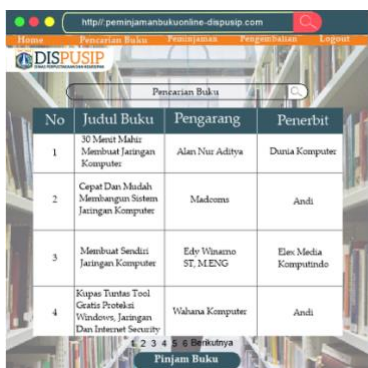 http//:peminjamanbukuonline-dispusip.com
Home Pencarian Buku Peminjaman Pengembalian Logout
DISPUSIP
Pencarian Buku
No Judul Buku Pengarang Penerbit
1 30 Menit Mahir Membuat Jaringan Komputer Alan Nur Aditya Dunia Komputer
2 Cepat Dan Mudah Membangun Sistem Jaringan Komputer Madcoms Andi
3 Membuat Sendiri Jaringan Komputer Edy Winarno ST, M.ENG Elex Media Komputindo
4 Kupas Tuntas Tool Gratis Proteksi Windows, Jaringan Dan Internet Security Wahana Komputer Andi
1 2 3 4 5 6 Berikutnya
Pinjam Buku